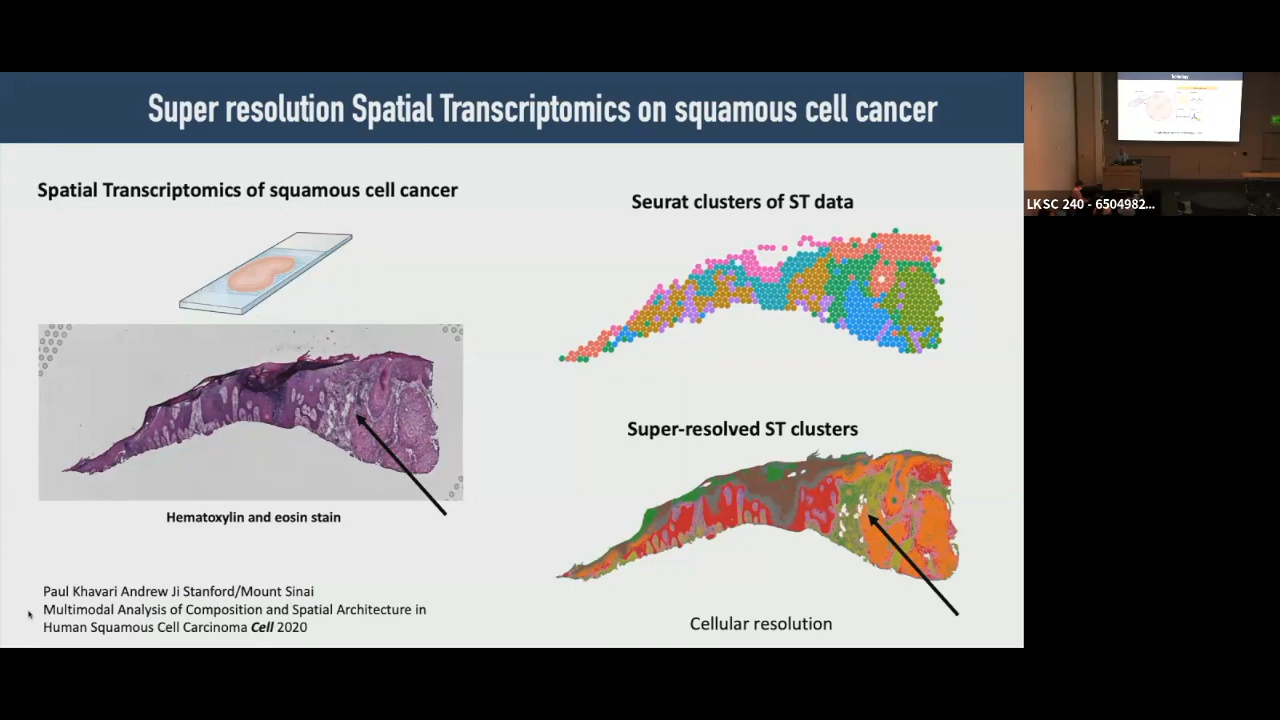 Super resolution Spatial Transcriptomics on squamous cell cancer
Spatial Transcriptomics of squamous cell cancer
Hematoxylin and eosin stain
Paul Khavari Andrew Ji Stanford/Mount Sinai
Multimodal Analysis of Composition and Spatial Architecture in
Human Squamous Cell Carcinoma Cell 2020
Seurat clusters of ST data
Super-resolved ST clusters
Cellular resolution
LKSC 240 - 6504982...